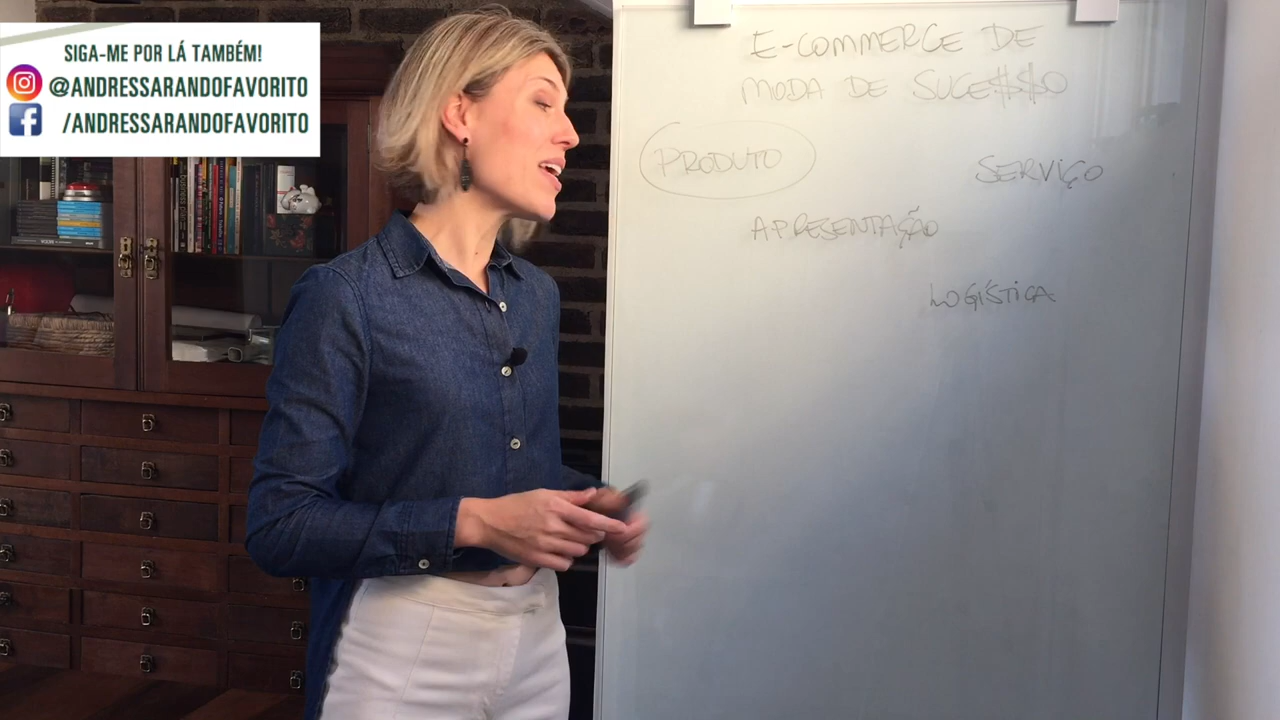 SIGA-ME POR LÁ TAMBÉM!
@ANDRESSARANDOFAVORITO
/ANDRESSARANDOFAVORITO
E-COMMERCE DE
MODA DE SUCE$$O
PRODUTO
SERVIÇO
APRESENTAÇÃO
LOGÍSTICA